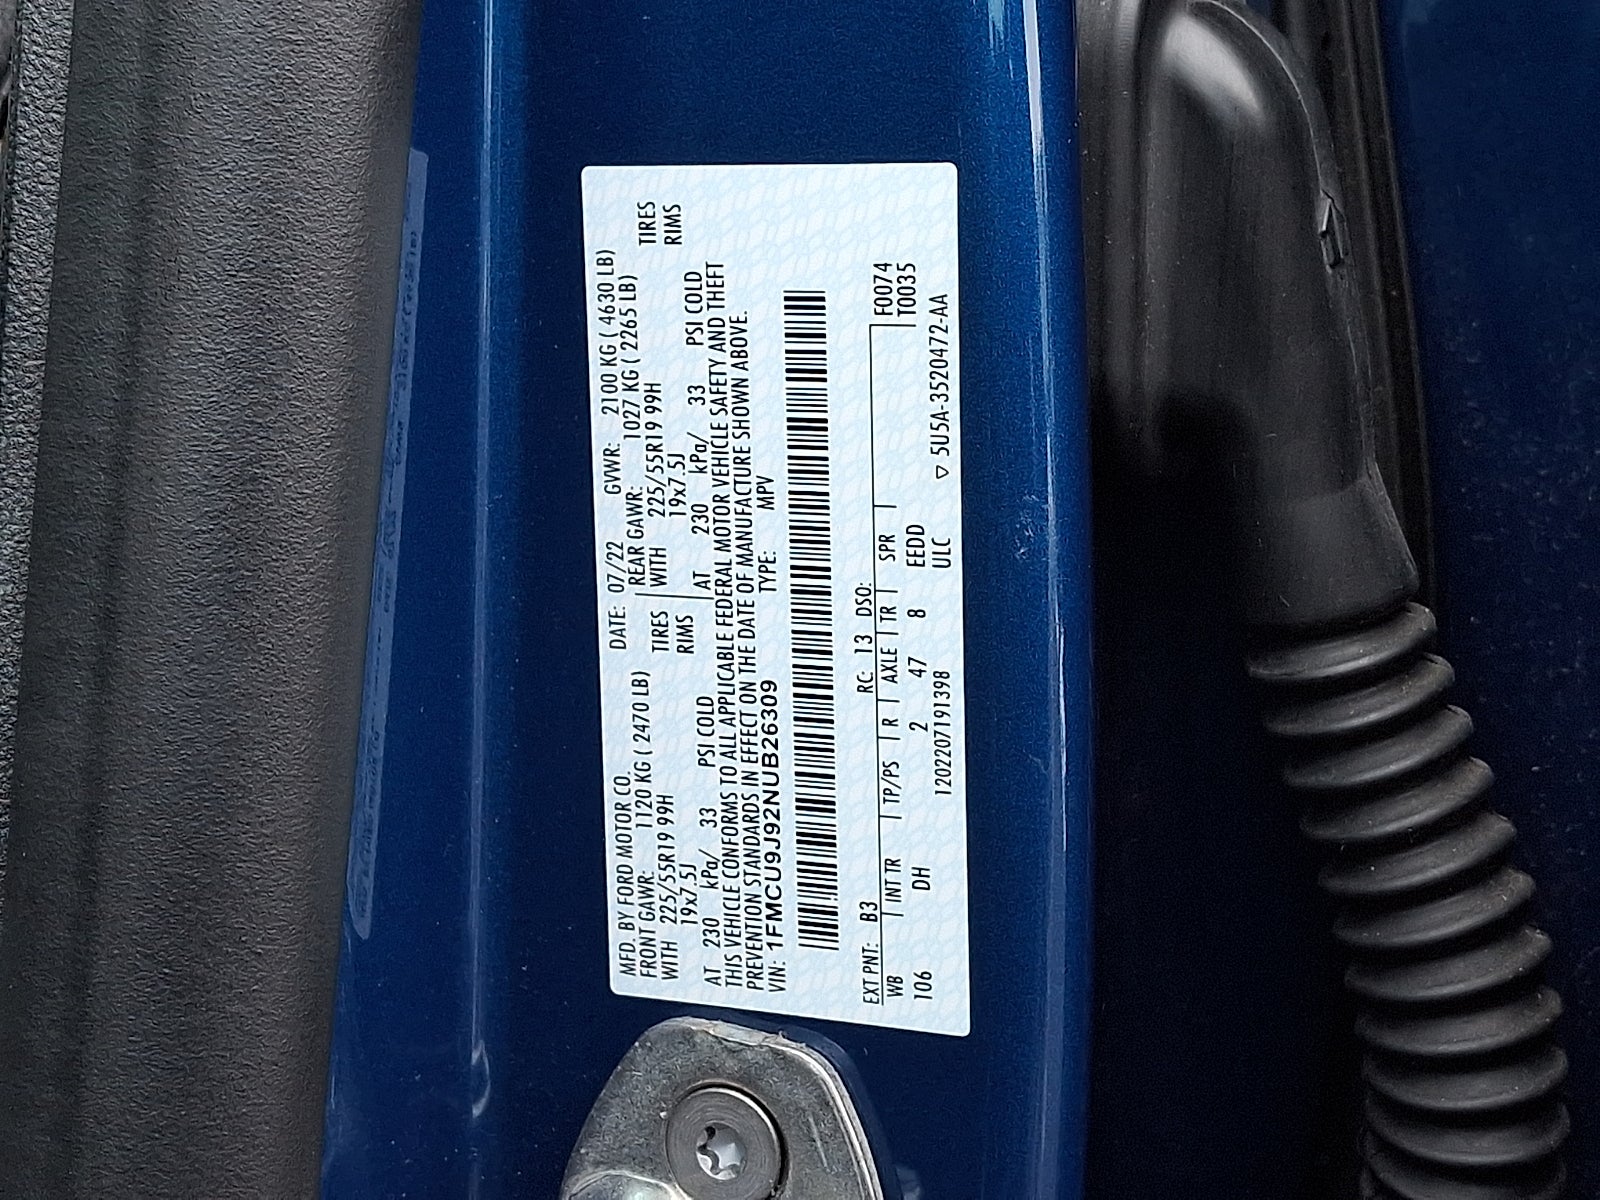 MFD. BY FORD MOTOR CO. DATE: 07/22 GVWR: 2100 KG ( 4630 LB)
FRONT GAWR: 1120 KG ( 2470 LB) REAR GAWR: 1027 KG ( 2265 LB)
WITH 225/55R19 99H TIRES WITH 225/55R19 99H TIRES
19x7.5J RIMS 19x7.5J RIMS
AT 230 kPa/ 33 PSI COLD AT 230 kPa/ 33 PSI COLD
THIS VEHICLE CONFORMS TO ALL APPLICABLE FEDERAL MOTOR VEHICLE SAFETY AND THEFT
PREVENTION STANDARDS IN EFFECT ON THE DATE OF MANUFACTURE SHOWN ABOVE.
VIN: 1FMCU9J92NUB26309 TYPE: MPV
EXT PNT: B3 RC: 13 DSO: F0074
WB INT TR TP/PS R AXLE TR SPR T0035
106 DH 2 47 8 EEDD
1202207191398 ULC ▽ 5U5A-3520472-AA